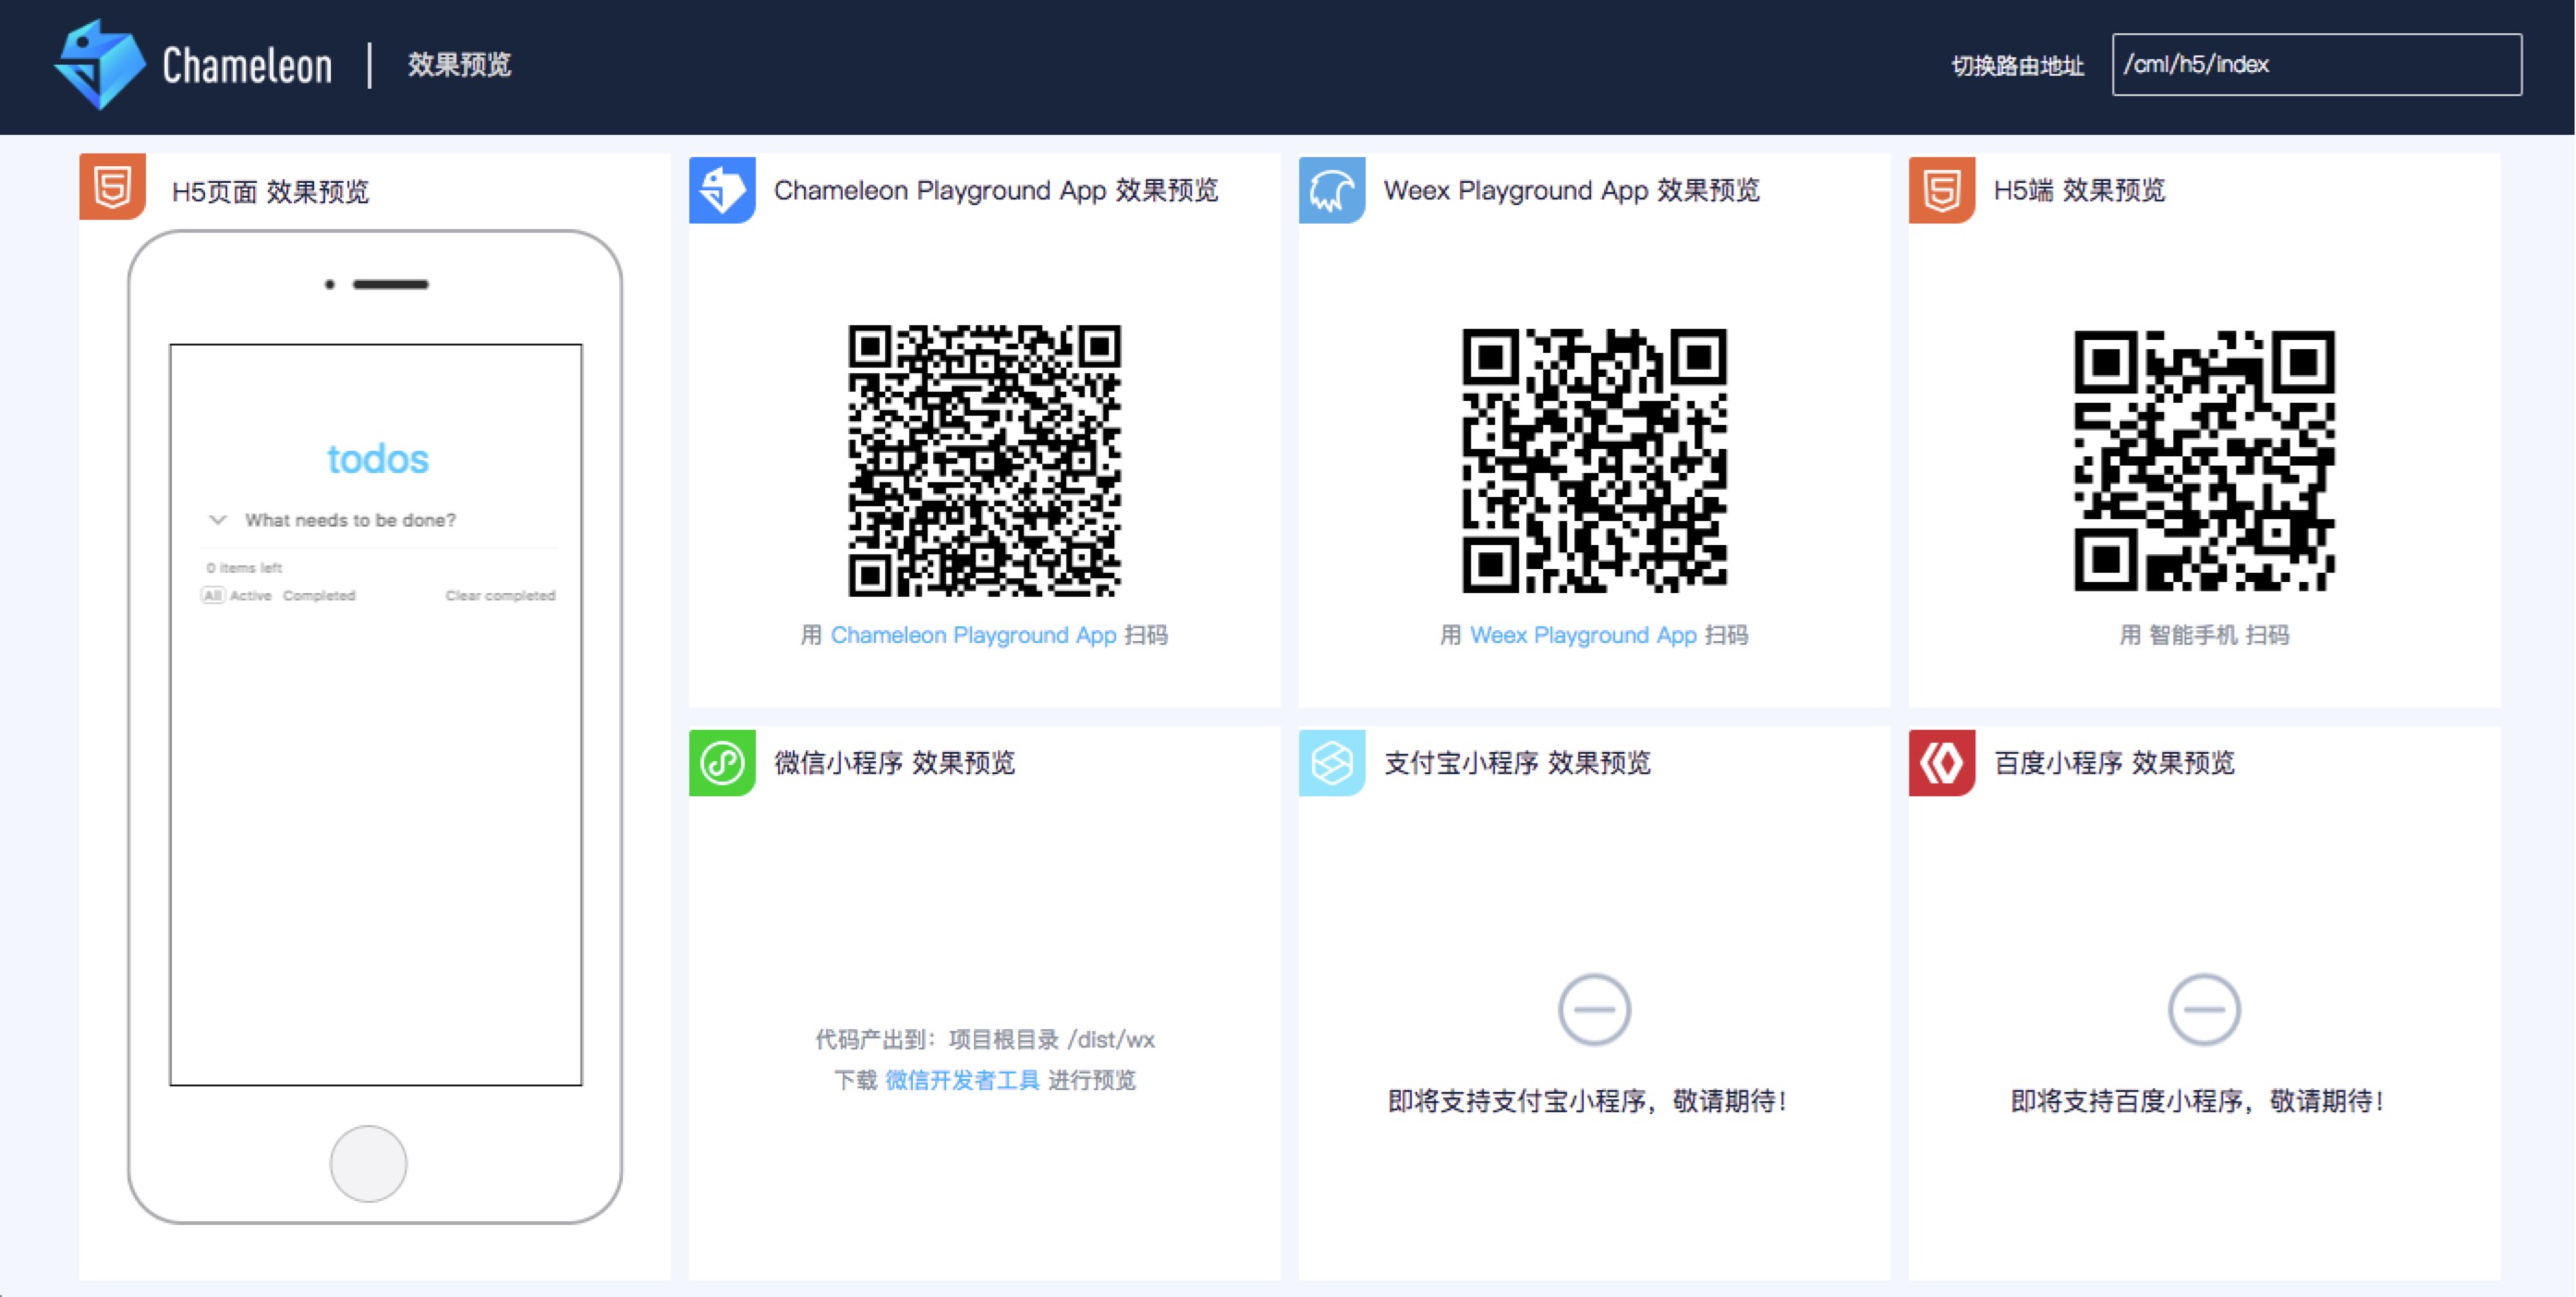 Chameleon
效果预览
切换路由地址
/cml/h5/index
H5页面 效果预览
todos
What needs to be done?
0 items left
All Active Completed Clear completed
Chameleon Playground App 效果预览
用 Chameleon Playground App 扫码
Weex Playground App 效果预览
用 Weex Playground App 扫码
H5端 效果预览
用 智能手机 扫码
微信小程序 效果预览
代码产出到：项目根目录 /dist/wx
下载 微信开发者工具 进行预览
支付宝小程序 效果预览
即将支持支付宝小程序，敬请期待！
百度小程序 效果预览
即将支持百度小程序，敬请期待！